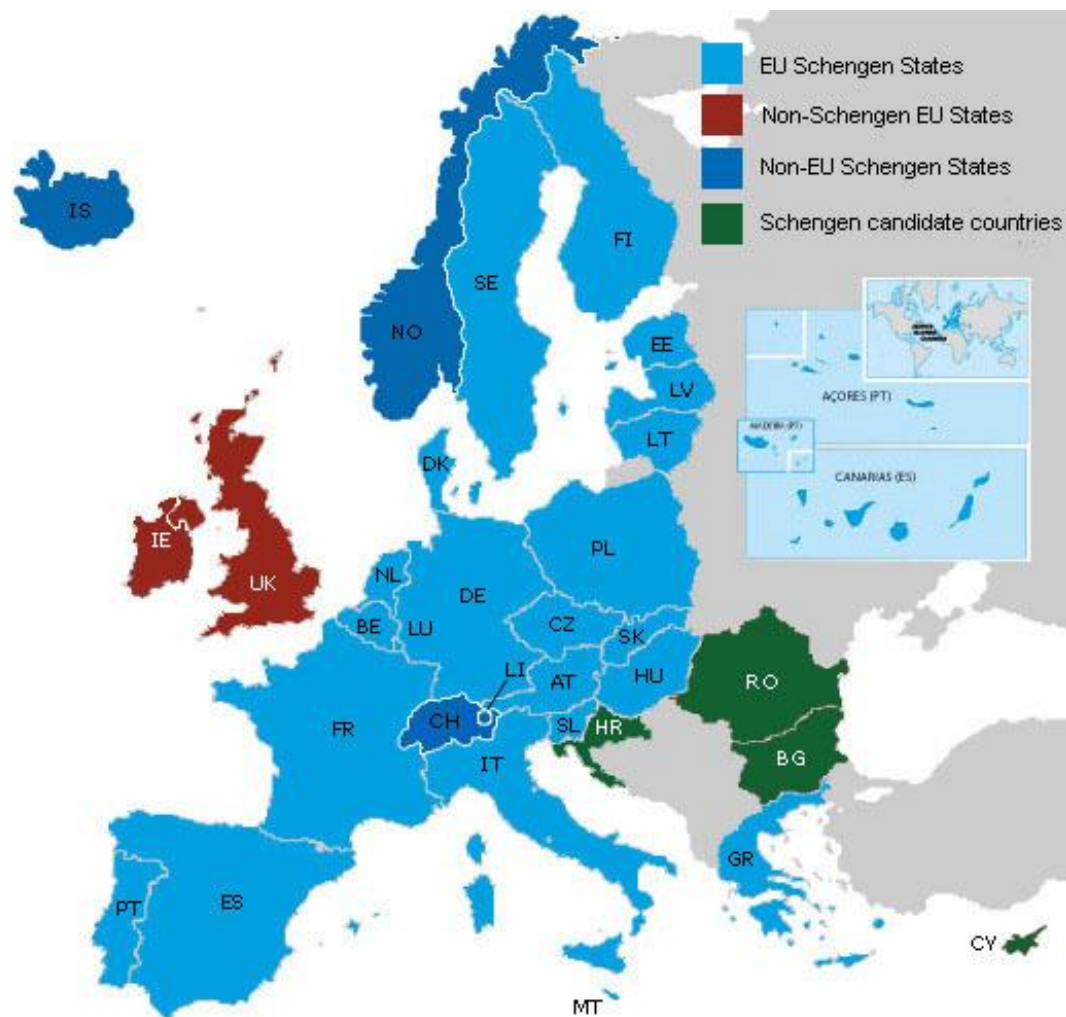 EU Schengen States
Non-Schengen EU States
Non-EU Schengen States
Schengen candidate countries
IS
FI
SE
NO
EE
LV
LT
DK
AÇORES (PT)
MADEIRA (PT)
CANARIAS (ES)
IE
UK
NL
DE
PL
BE
LU
CZ
SK
LI
AT
HU
RO
FR
CH
SL
HR
IT
BG
GR
PT
ES
CY
MT